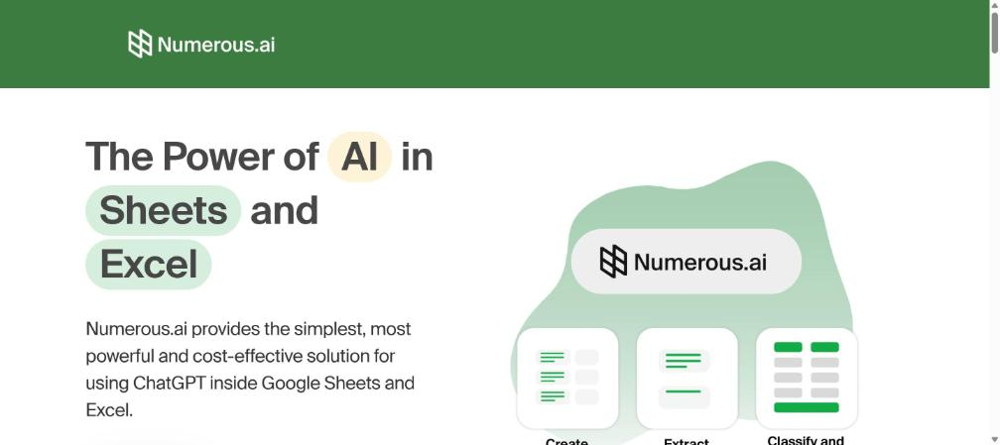 Numerous.ai
The Power of AI in
Sheets and
Excel
Numerous.ai provides the simplest, most
powerful and cost-effective solution for
using ChatGPT inside Google Sheets and
Excel.
Numerous.ai
Create
Extract
Classify and